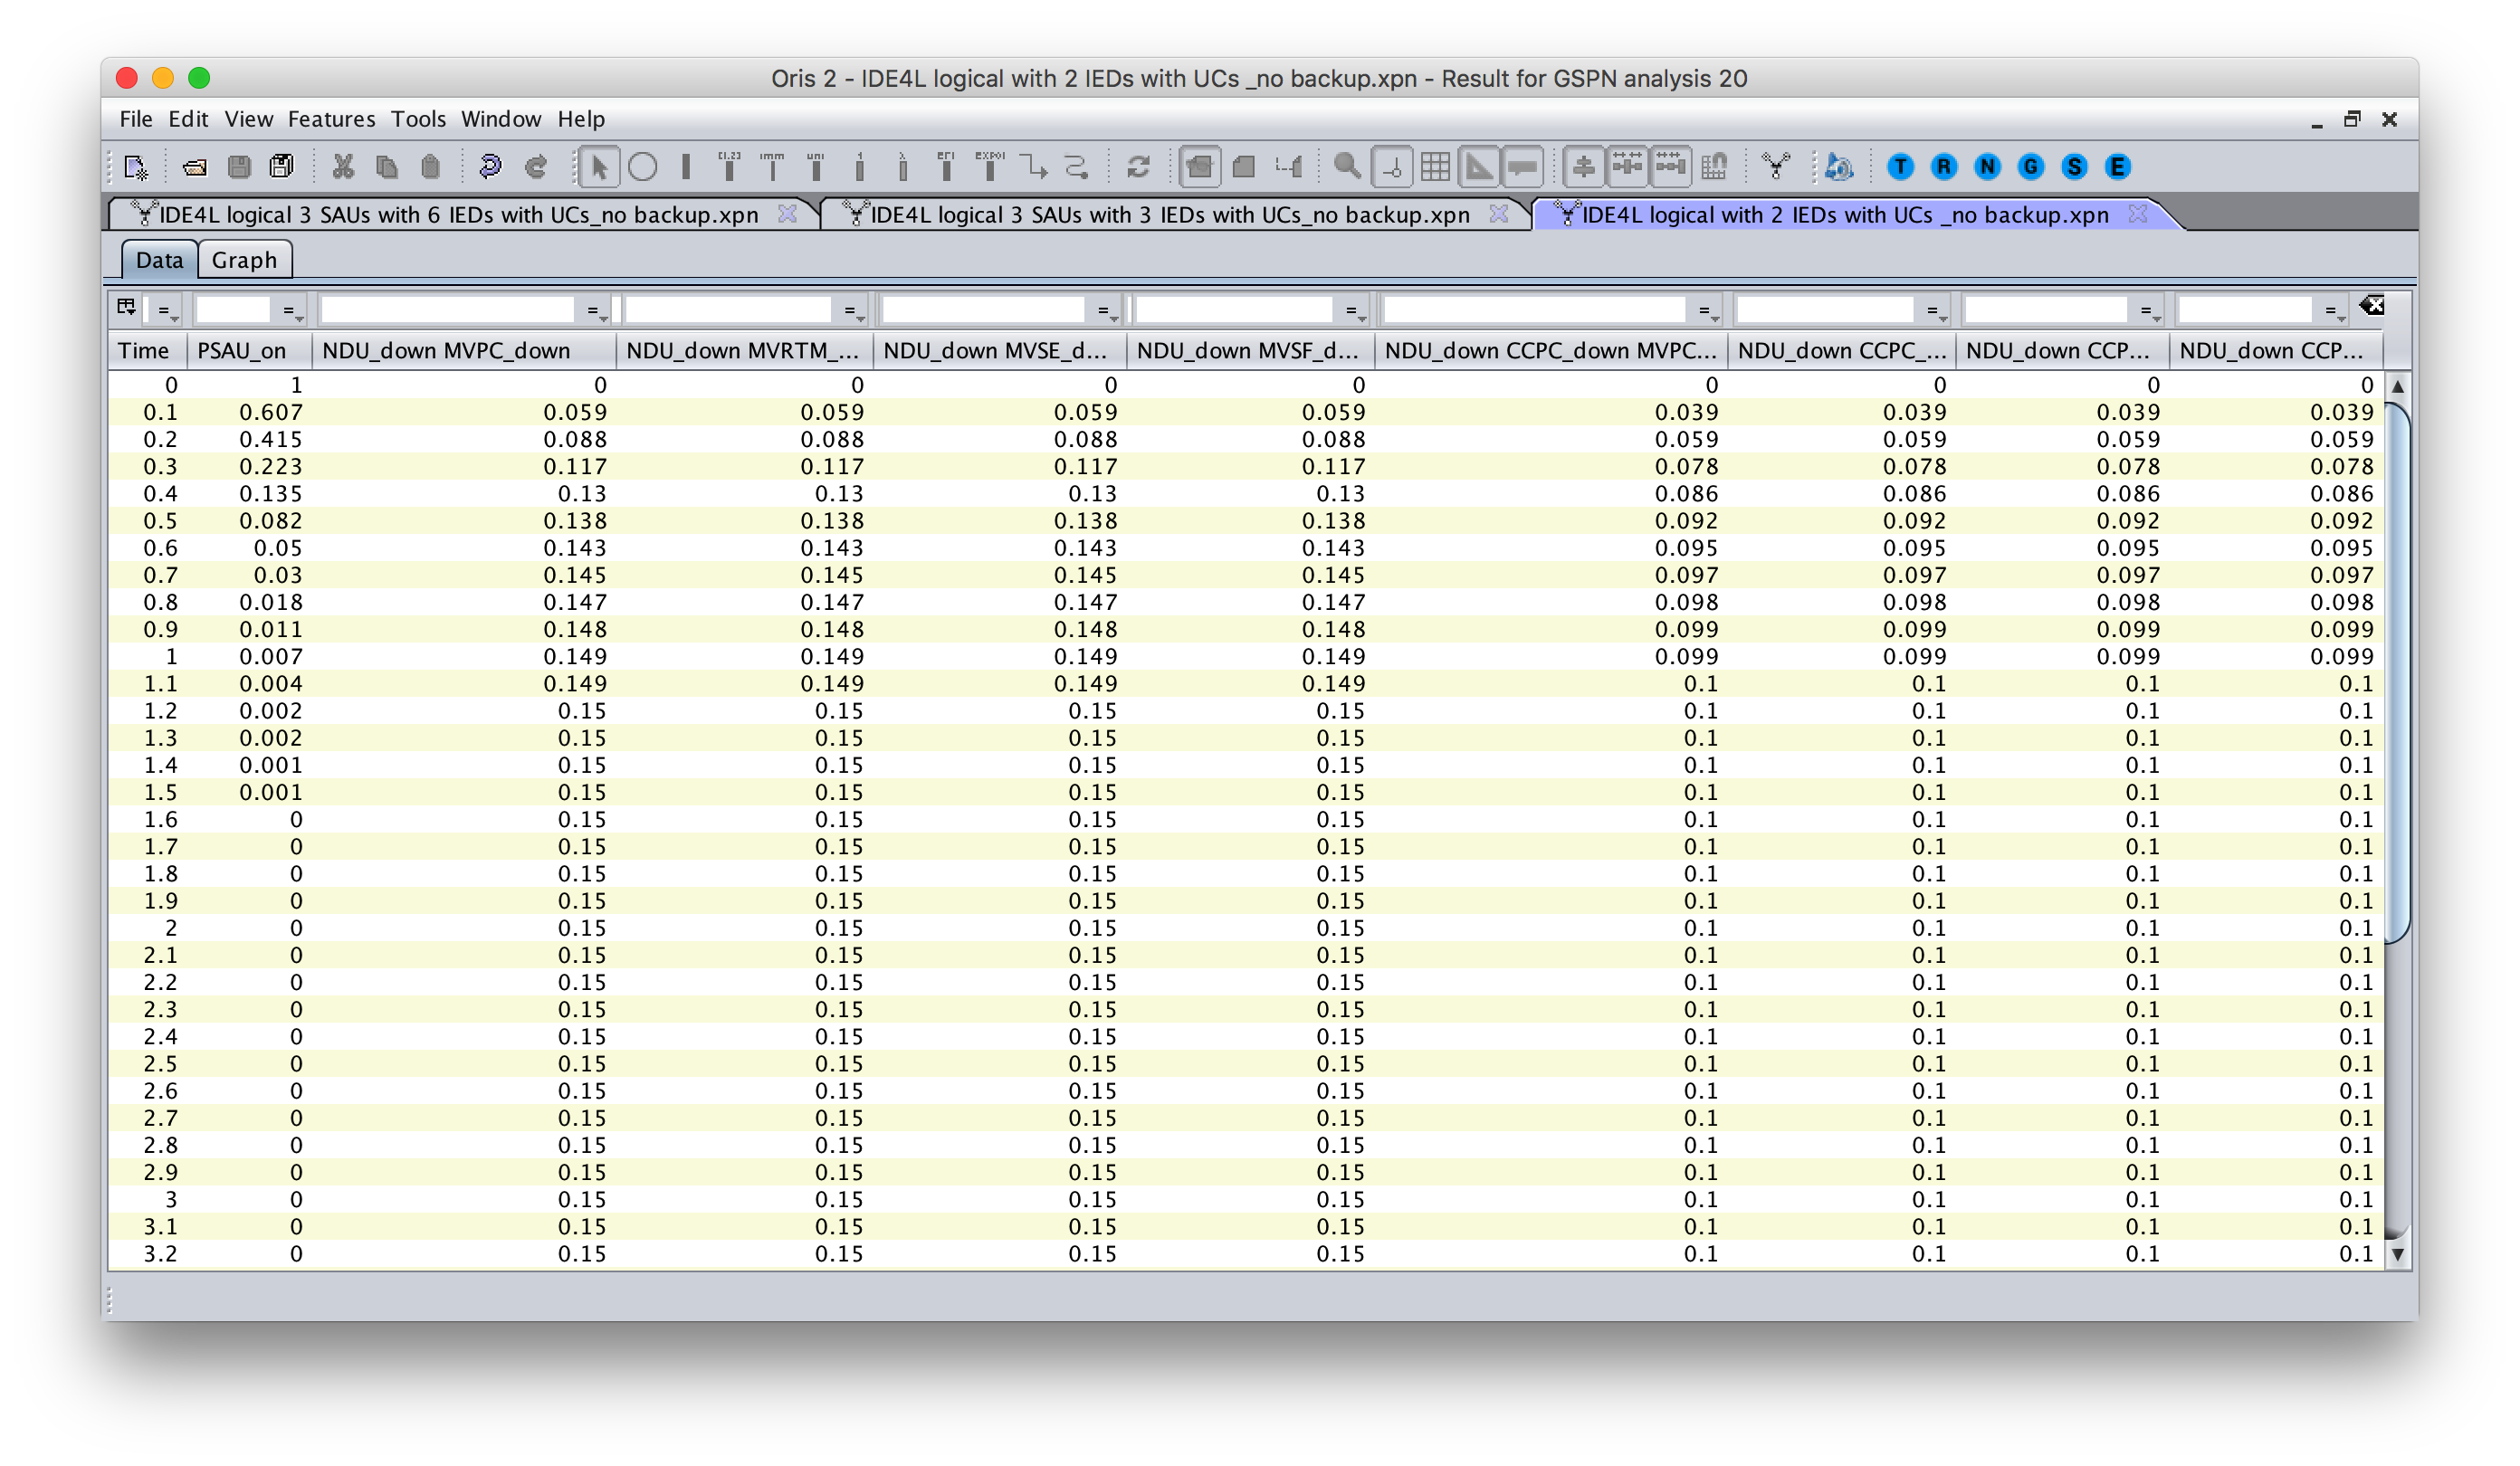 Oris 2 - IDE4L logical with 2 IEDs with UCs _no backup.xpn - Result for GSPN analysis 20
File Edit View Features Tools Window Help
T R N G S E
IDE4L logical 3 SAUs with 6 IEDs with UCs_no backup.xpn IDE4L logical 3 SAUs with 3 IEDs with UCs_no backup.xpn IDE4L logical with 2 IEDs with UCs _no backup.xpn
Data Graph
= = = = = = = = = =
Time PSAU_on NDU_down MVPC_down NDU_down MVRTM_... NDU_down MVSE_d... NDU_down MVSF_d... NDU_down CCPC_down MVPC... NDU_down CCPC_... NDU_down CCP... NDU_down CCP...
0 1 0 0 0 0 0 0 0 0
0.1 0.607 0.059 0.059 0.059 0.059 0.039 0.039 0.039 0.039
0.2 0.415 0.088 0.088 0.088 0.088 0.059 0.059 0.059 0.059
0.3 0.223 0.117 0.117 0.117 0.117 0.078 0.078 0.078 0.078
0.4 0.135 0.13 0.13 0.13 0.13 0.086 0.086 0.086 0.086
0.5 0.082 0.138 0.138 0.138 0.138 0.092 0.092 0.092 0.092
0.6 0.05 0.143 0.143 0.143 0.143 0.095 0.095 0.095 0.095
0.7 0.03 0.145 0.145 0.145 0.145 0.097 0.097 0.097 0.097
0.8 0.018 0.147 0.147 0.147 0.147 0.098 0.098 0.098 0.098
0.9 0.011 0.148 0.148 0.148 0.148 0.099 0.099 0.099 0.099
1 0.007 0.149 0.149 0.149 0.149 0.099 0.099 0.099 0.099
1.1 0.004 0.149 0.149 0.149 0.149 0.1 0.1 0.1 0.1
1.2 0.002 0.15 0.15 0.15 0.15 0.1 0.1 0.1 0.1
1.3 0.002 0.15 0.15 0.15 0.15 0.1 0.1 0.1 0.1
1.4 0.001 0.15 0.15 0.15 0.15 0.1 0.1 0.1 0.1
1.5 0.001 0.15 0.15 0.15 0.15 0.1 0.1 0.1 0.1
1.6 0 0.15 0.15 0.15 0.15 0.1 0.1 0.1 0.1
1.7 0 0.15 0.15 0.15 0.15 0.1 0.1 0.1 0.1
1.8 0 0.15 0.15 0.15 0.15 0.1 0.1 0.1 0.1
1.9 0 0.15 0.15 0.15 0.15 0.1 0.1 0.1 0.1
2 0 0.15 0.15 0.15 0.15 0.1 0.1 0.1 0.1
2.1 0 0.15 0.15 0.15 0.15 0.1 0.1 0.1 0.1
2.2 0 0.15 0.15 0.15 0.15 0.1 0.1 0.1 0.1
2.3 0 0.15 0.15 0.15 0.15 0.1 0.1 0.1 0.1
2.4 0 0.15 0.15 0.15 0.15 0.1 0.1 0.1 0.1
2.5 0 0.15 0.15 0.15 0.15 0.1 0.1 0.1 0.1
2.6 0 0.15 0.15 0.15 0.15 0.1 0.1 0.1 0.1
2.7 0 0.15 0.15 0.15 0.15 0.1 0.1 0.1 0.1
2.8 0 0.15 0.15 0.15 0.15 0.1 0.1 0.1 0.1
2.9 0 0.15 0.15 0.15 0.15 0.1 0.1 0.1 0.1
3 0 0.15 0.15 0.15 0.15 0.1 0.1 0.1 0.1
3.1 0 0.15 0.15 0.15 0.15 0.1 0.1 0.1 0.1
3.2 0 0.15 0.15 0.15 0.15 0.1 0.1 0.1 0.1